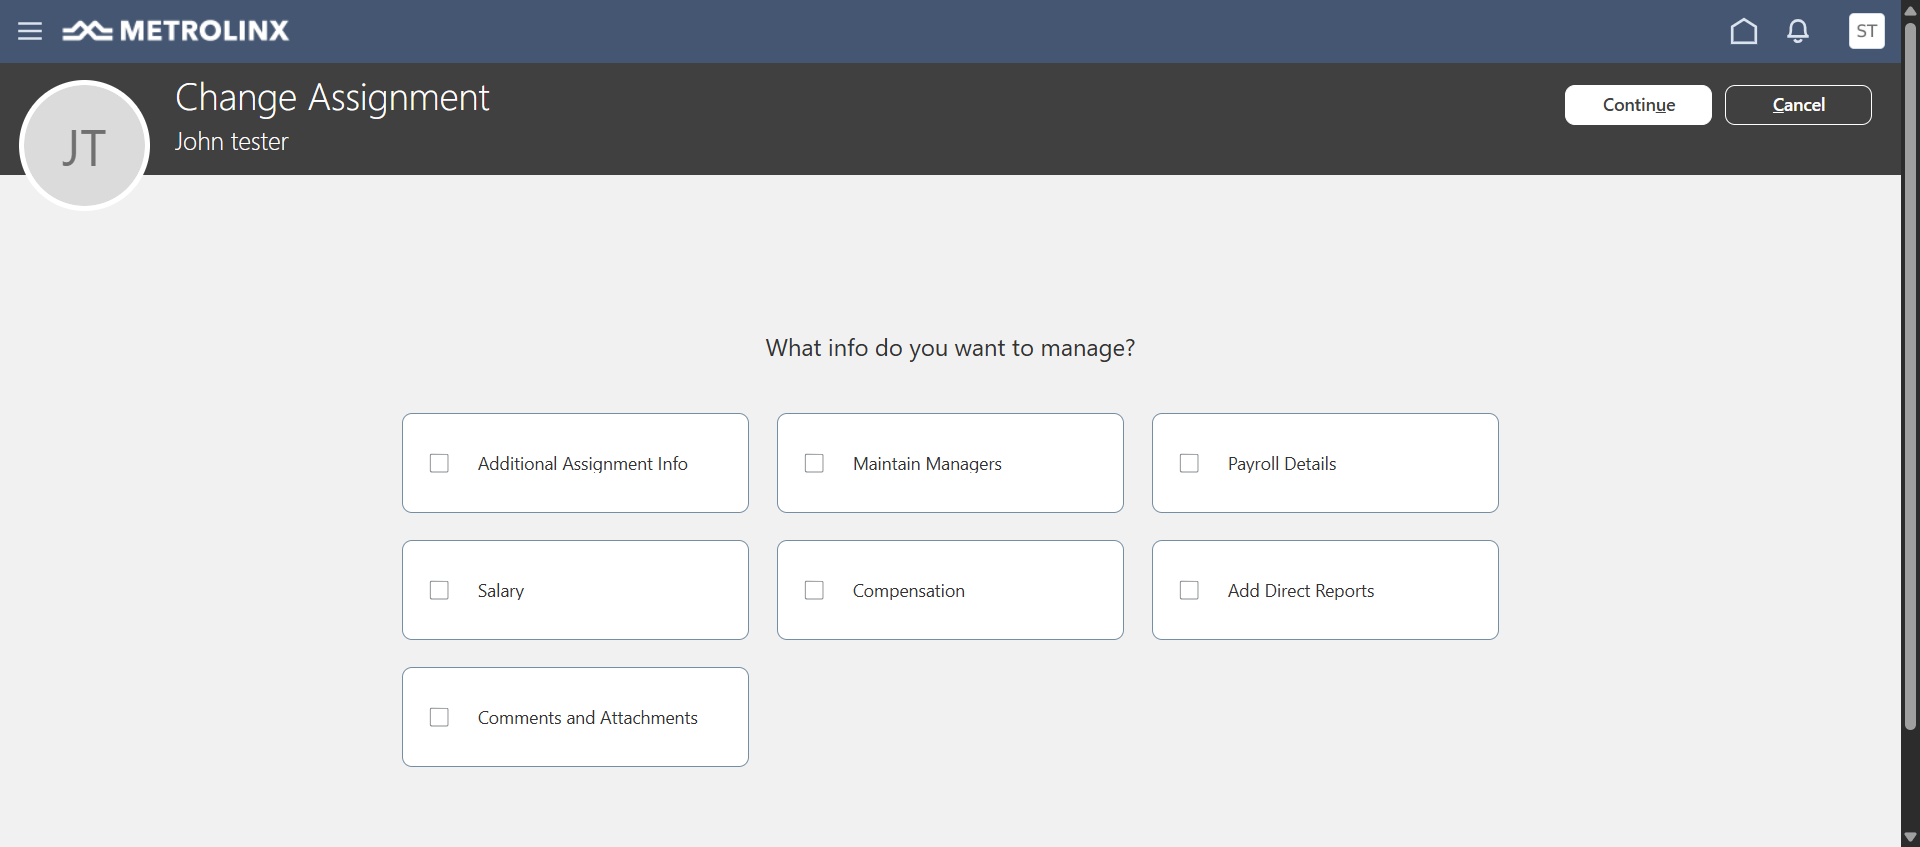 METROLINX
ST
JT
Change Assignment
John tester
Continue
Cancel
What info do you want to manage?
Additional Assignment Info
Maintain Managers
Payroll Details
Salary
Compensation
Add Direct Reports
Comments and Attachments